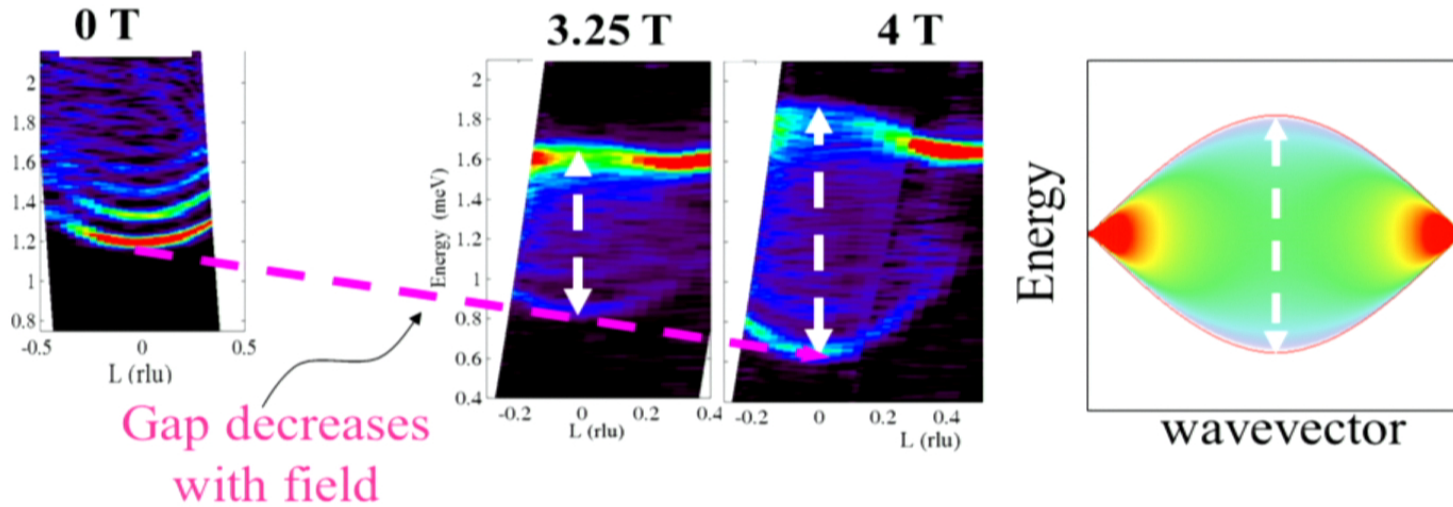 0 T
3.25 T
4 T
2
1.8
1.6
1.4
1.2
1
0.8
-0.5
0
0.5
L (rlu)
Energy (meV)
2
1.8
1.6
1.4
1.2
1
0.8
0.6
0.4
-0.2
0
0.2
0.4
L (rlu)
-0.2
0
0.2
0.4
L (rlu)
Energy
wavevector
Gap decreases
with field